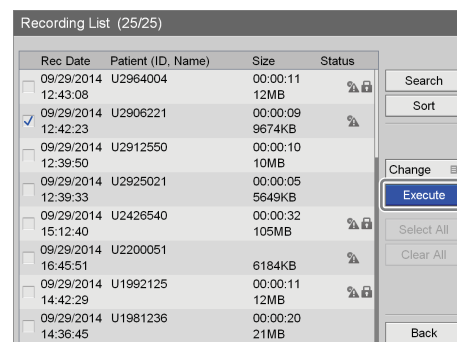 Recording List (25/25)
Rec Date Patient (ID, Name) Size Status
09/29/2014 U2964004 00:00:11
12:43:08 12MB
09/29/2014 U2906221 00:00:09
12:42:23 9674KB
09/29/2014 U2912550 00:00:10
12:39:50 10MB
09/29/2014 U2925021 00:00:05
12:39:33 5649KB
09/29/2014 U2426540 00:00:32
15:12:40 105MB
09/29/2014 U2200051
16:45:51 6184KB
09/29/2014 U1992125 00:00:11
14:42:29 12MB
09/29/2014 U1981236 00:00:20
14:36:45 21MB
Search
Sort
Change
Execute
Select All
Clear All
Back